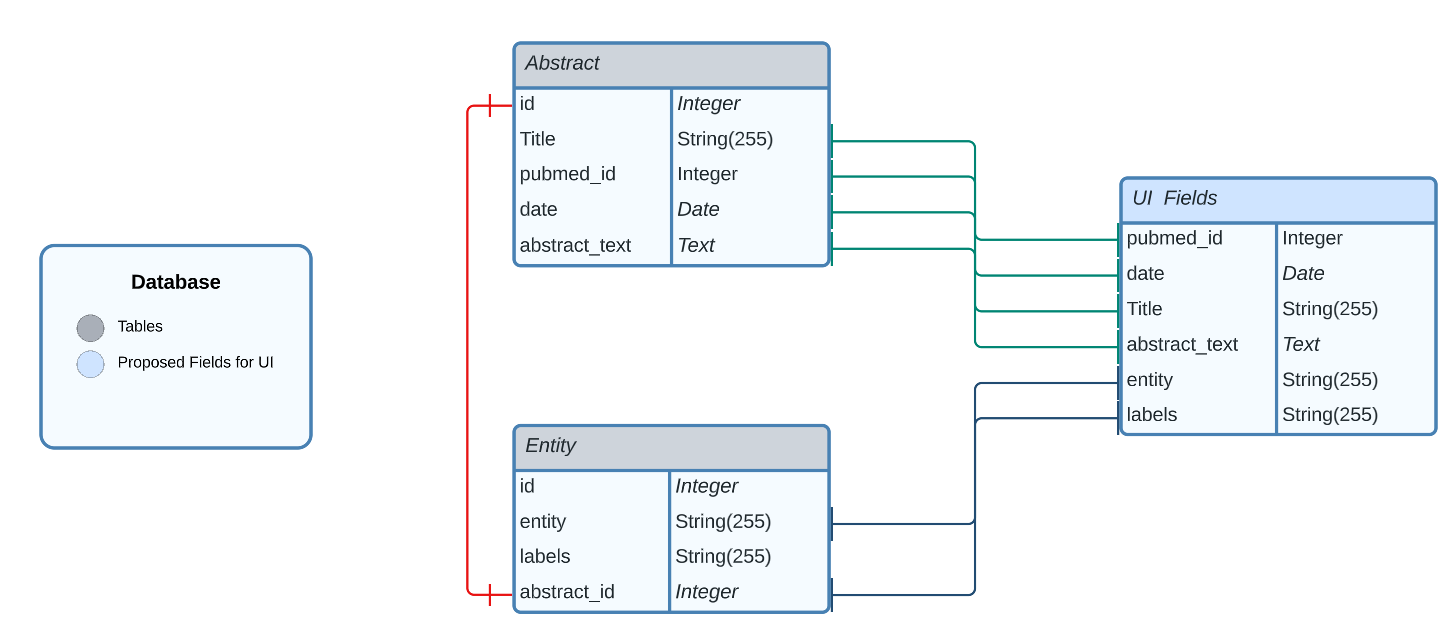 Database
Tables
Proposed Fields for UI
Abstract
id Integer
Title String(255)
pubmed_id Integer
date Date
abstract_text Text
Entity
id Integer
entity String(255)
labels String(255)
abstract_id Integer
UI Fields
pubmed_id Integer
date Date
Title String(255)
abstract_text Text
entity String(255)
labels String(255)